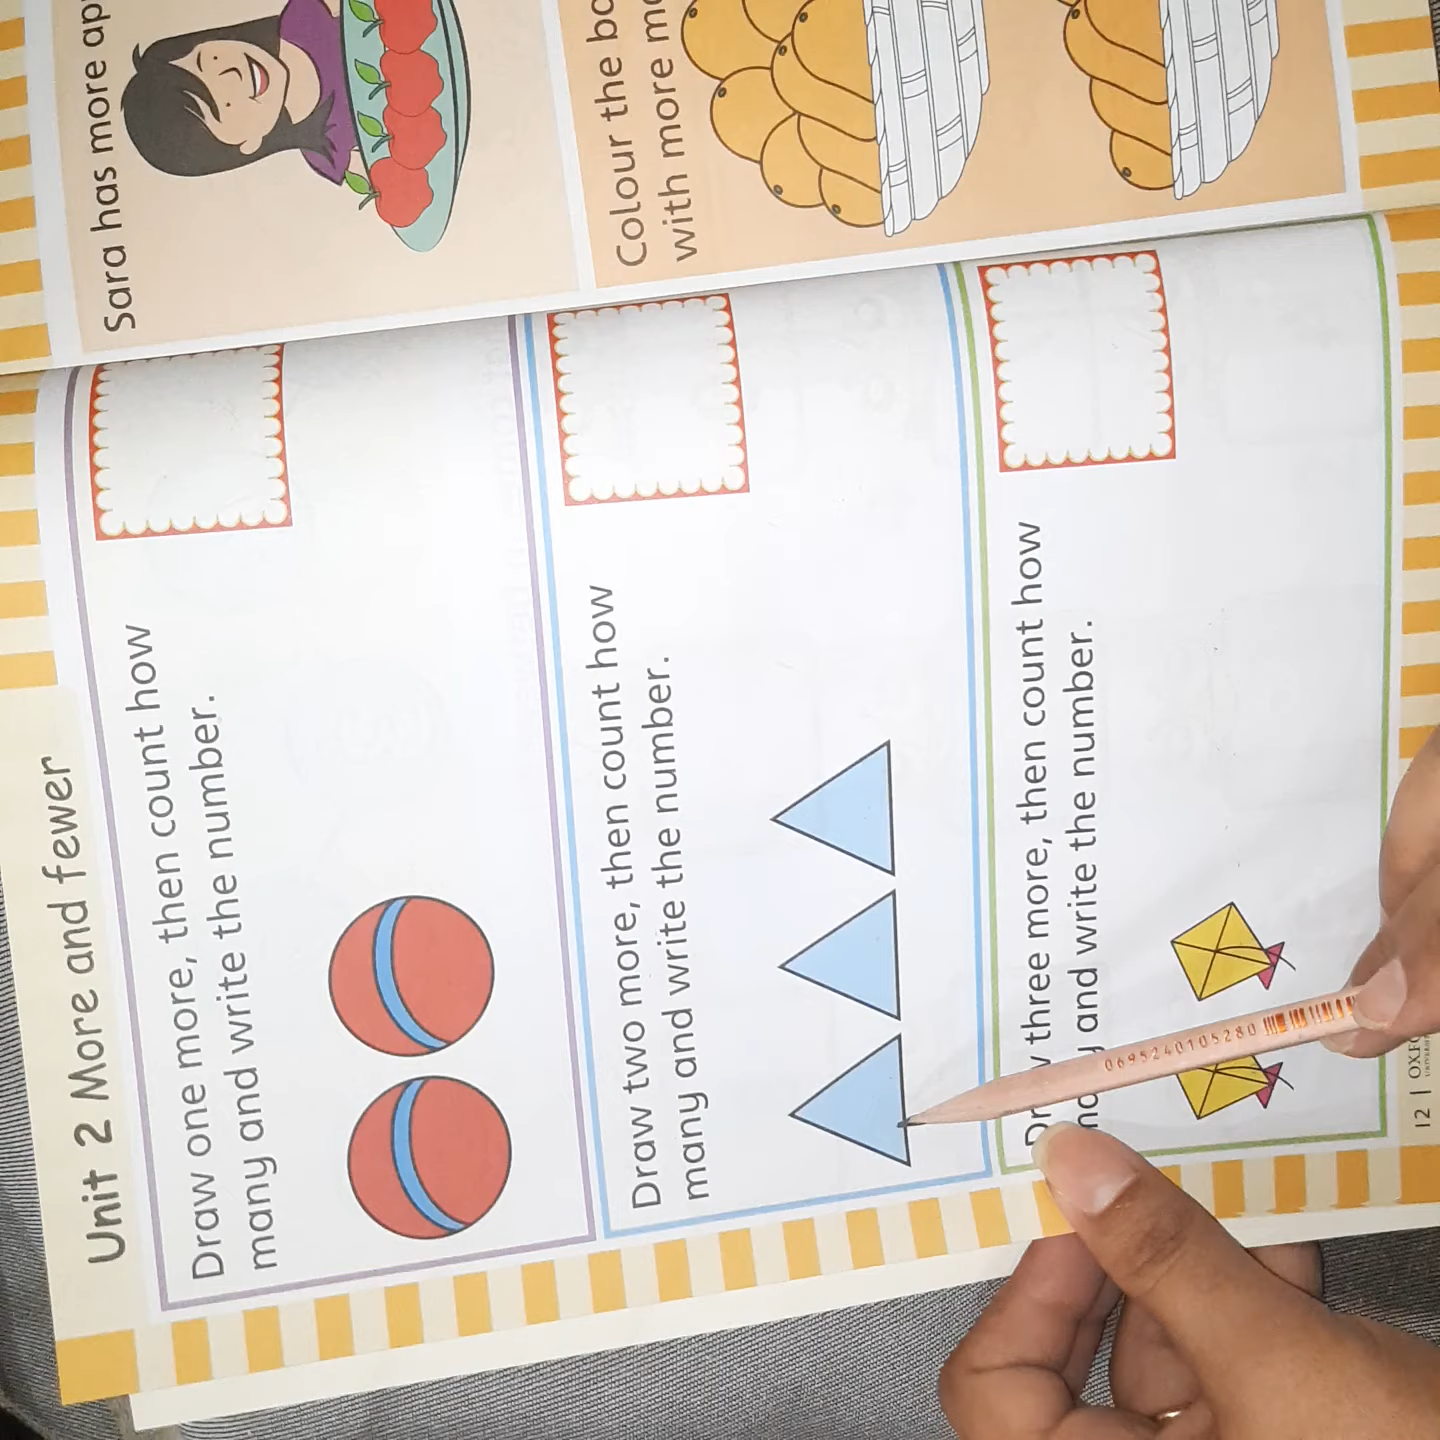 Unit 2 More and fewer
Draw one more, then count how
many and write the number.
Draw two more, then count how
many and write the number.
three more, then count how
and write the number.
12
Sara has more
Colour the
with more
0695240105280